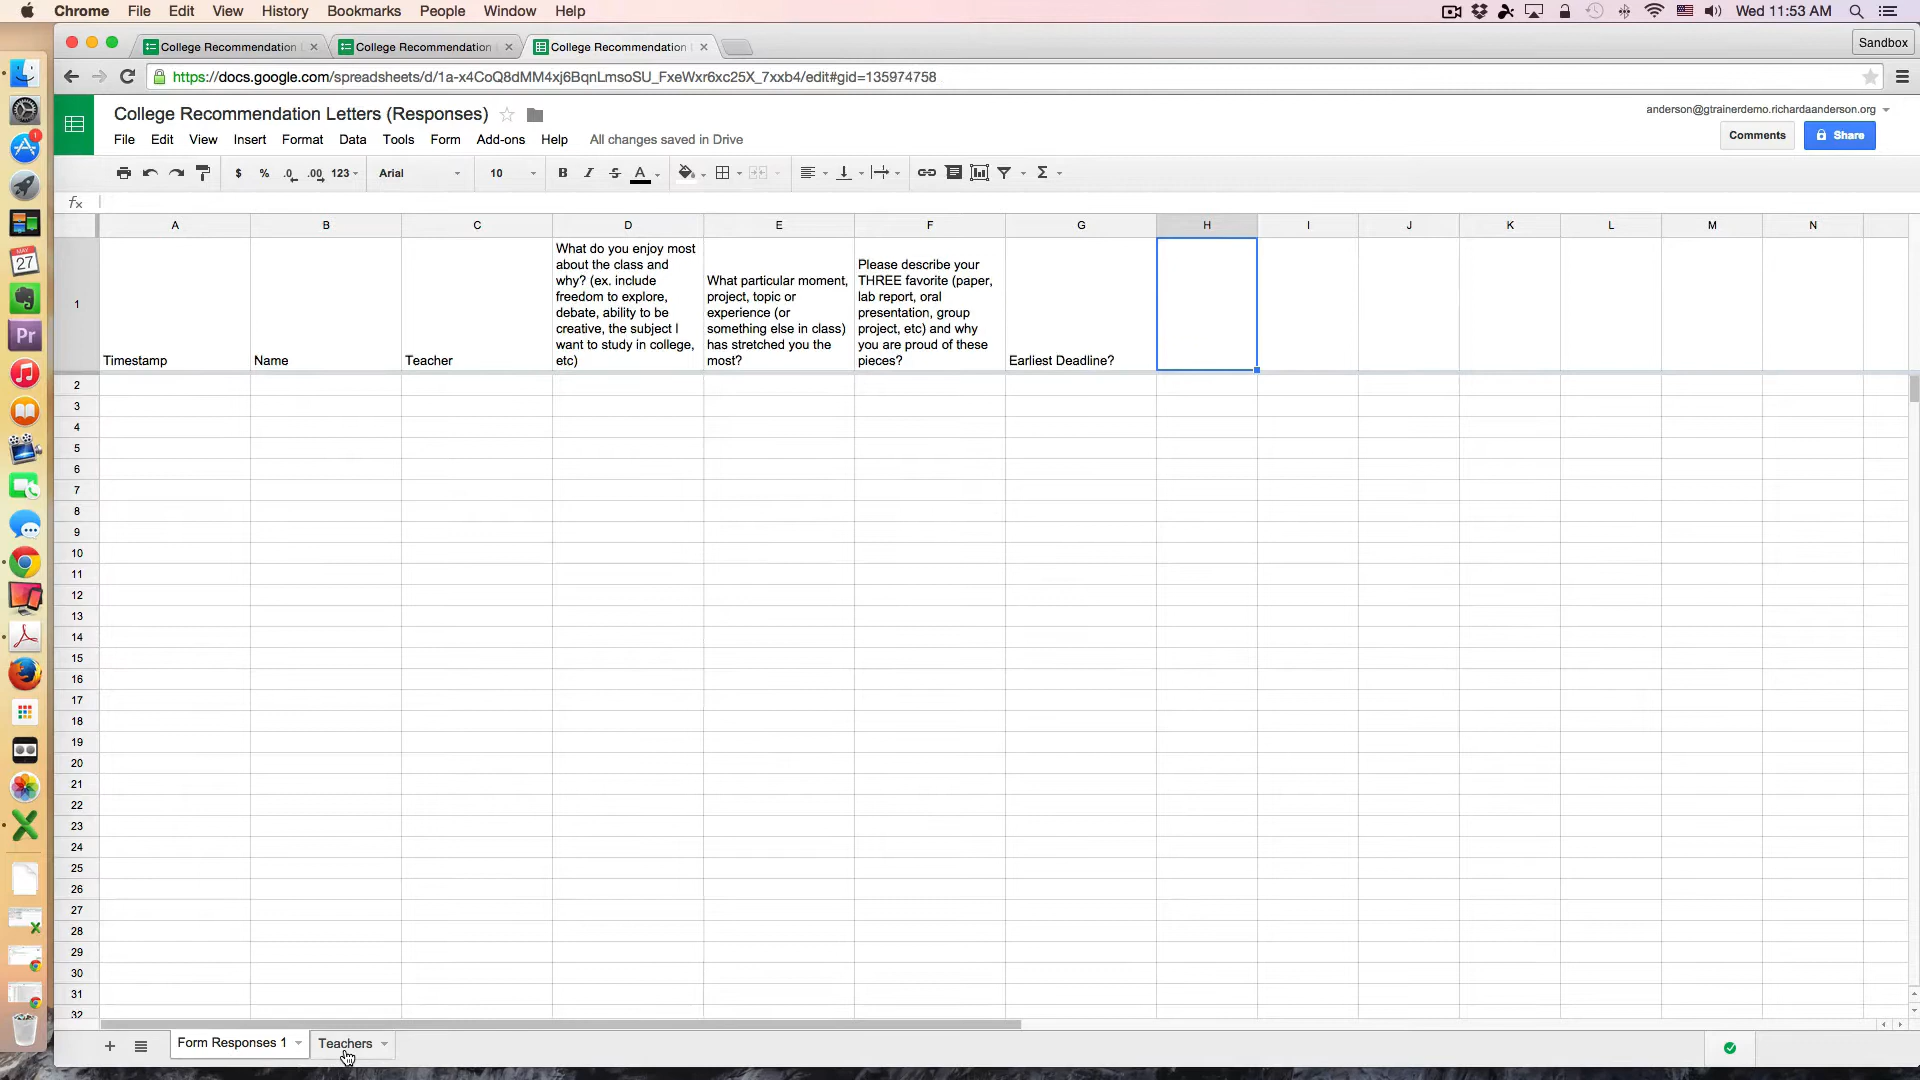 Chrome File Edit View History Bookmarks People Window Help Wed 11:53 AM
College Recommendation College Recommendation College Recommendation Sandbox
https://docs.google.com/spreadsheets/d/1a-x4CoQ8dMM4xj6BqnLmsoSU_FxeWxr6xc25X_7xxb4/edit#gid=135974758
College Recommendation Letters (Responses) anderson@gtrainerdemo.richardaanderson.org
File Edit View Insert Format Data Tools Form Add-ons Help All changes saved in Drive Comments Share
$ % .0 .00 123 Arial 10 B I S A Σ
fx
A B C D E F G H I J K L M N
1
Timestamp
Name
Teacher
What do you enjoy most
about the class and
why? (ex. include
freedom to explore,
debate, ability to be
creative, the subject I
want to study in college,
etc)
What particular moment,
project, topic or
experience (or
something else in class)
has stretched you the
most?
Please describe your
THREE favorite (paper,
lab report, oral
presentation, group
project, etc) and why
you are proud of these
pieces?
Earliest Deadline?
2
3
4
5
6
7
8
9
10
11
12
13
14
15
16
17
18
19
20
21
22
23
24
25
26
27
28
29
30
31
32
+ Form Responses 1 Teachers
1
MAY
27
Pr